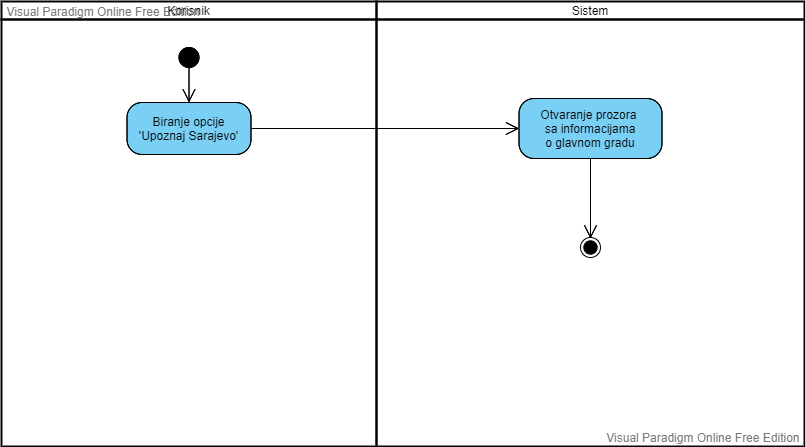 Visual Paradigm Online Free Edition
Korisnik
Sistem
Biranje opcije
'Upoznaj Sarajevo'
Otvaranje prozora
sa informacijama
o glavnom gradu
Visual Paradigm Online Free Edition